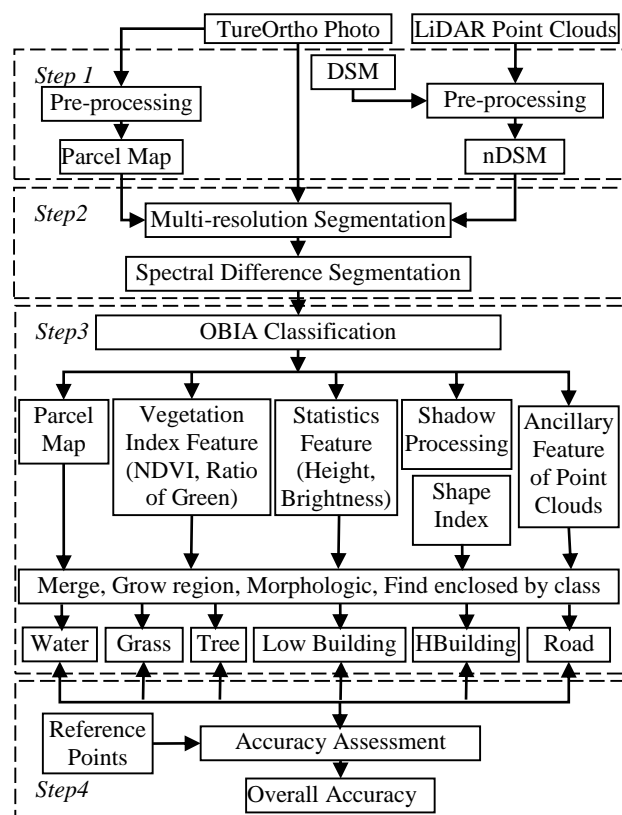 TureOrtho Photo
LiDAR Point Clouds
Step 1
DSM
Pre-processing
Pre-processing
Parcel Map
nDSM
Step2
Multi-resolution Segmentation
Spectral Difference Segmentation
Step3
OBIA Classification
Parcel
Map
Vegetation
Index Feature
(NDVI, Ratio
of Green)
Statistics
Feature
(Height,
Brightness)
Shadow
Processing
Shape
Index
Ancillary
Feature
of Point
Clouds
Merge, Grow region, Morphologic, Find enclosed by class
Water
Grass
Tree
Low Building
HBuilding
Road
Reference
Points
Accuracy Assessment
Step4
Overall Accuracy